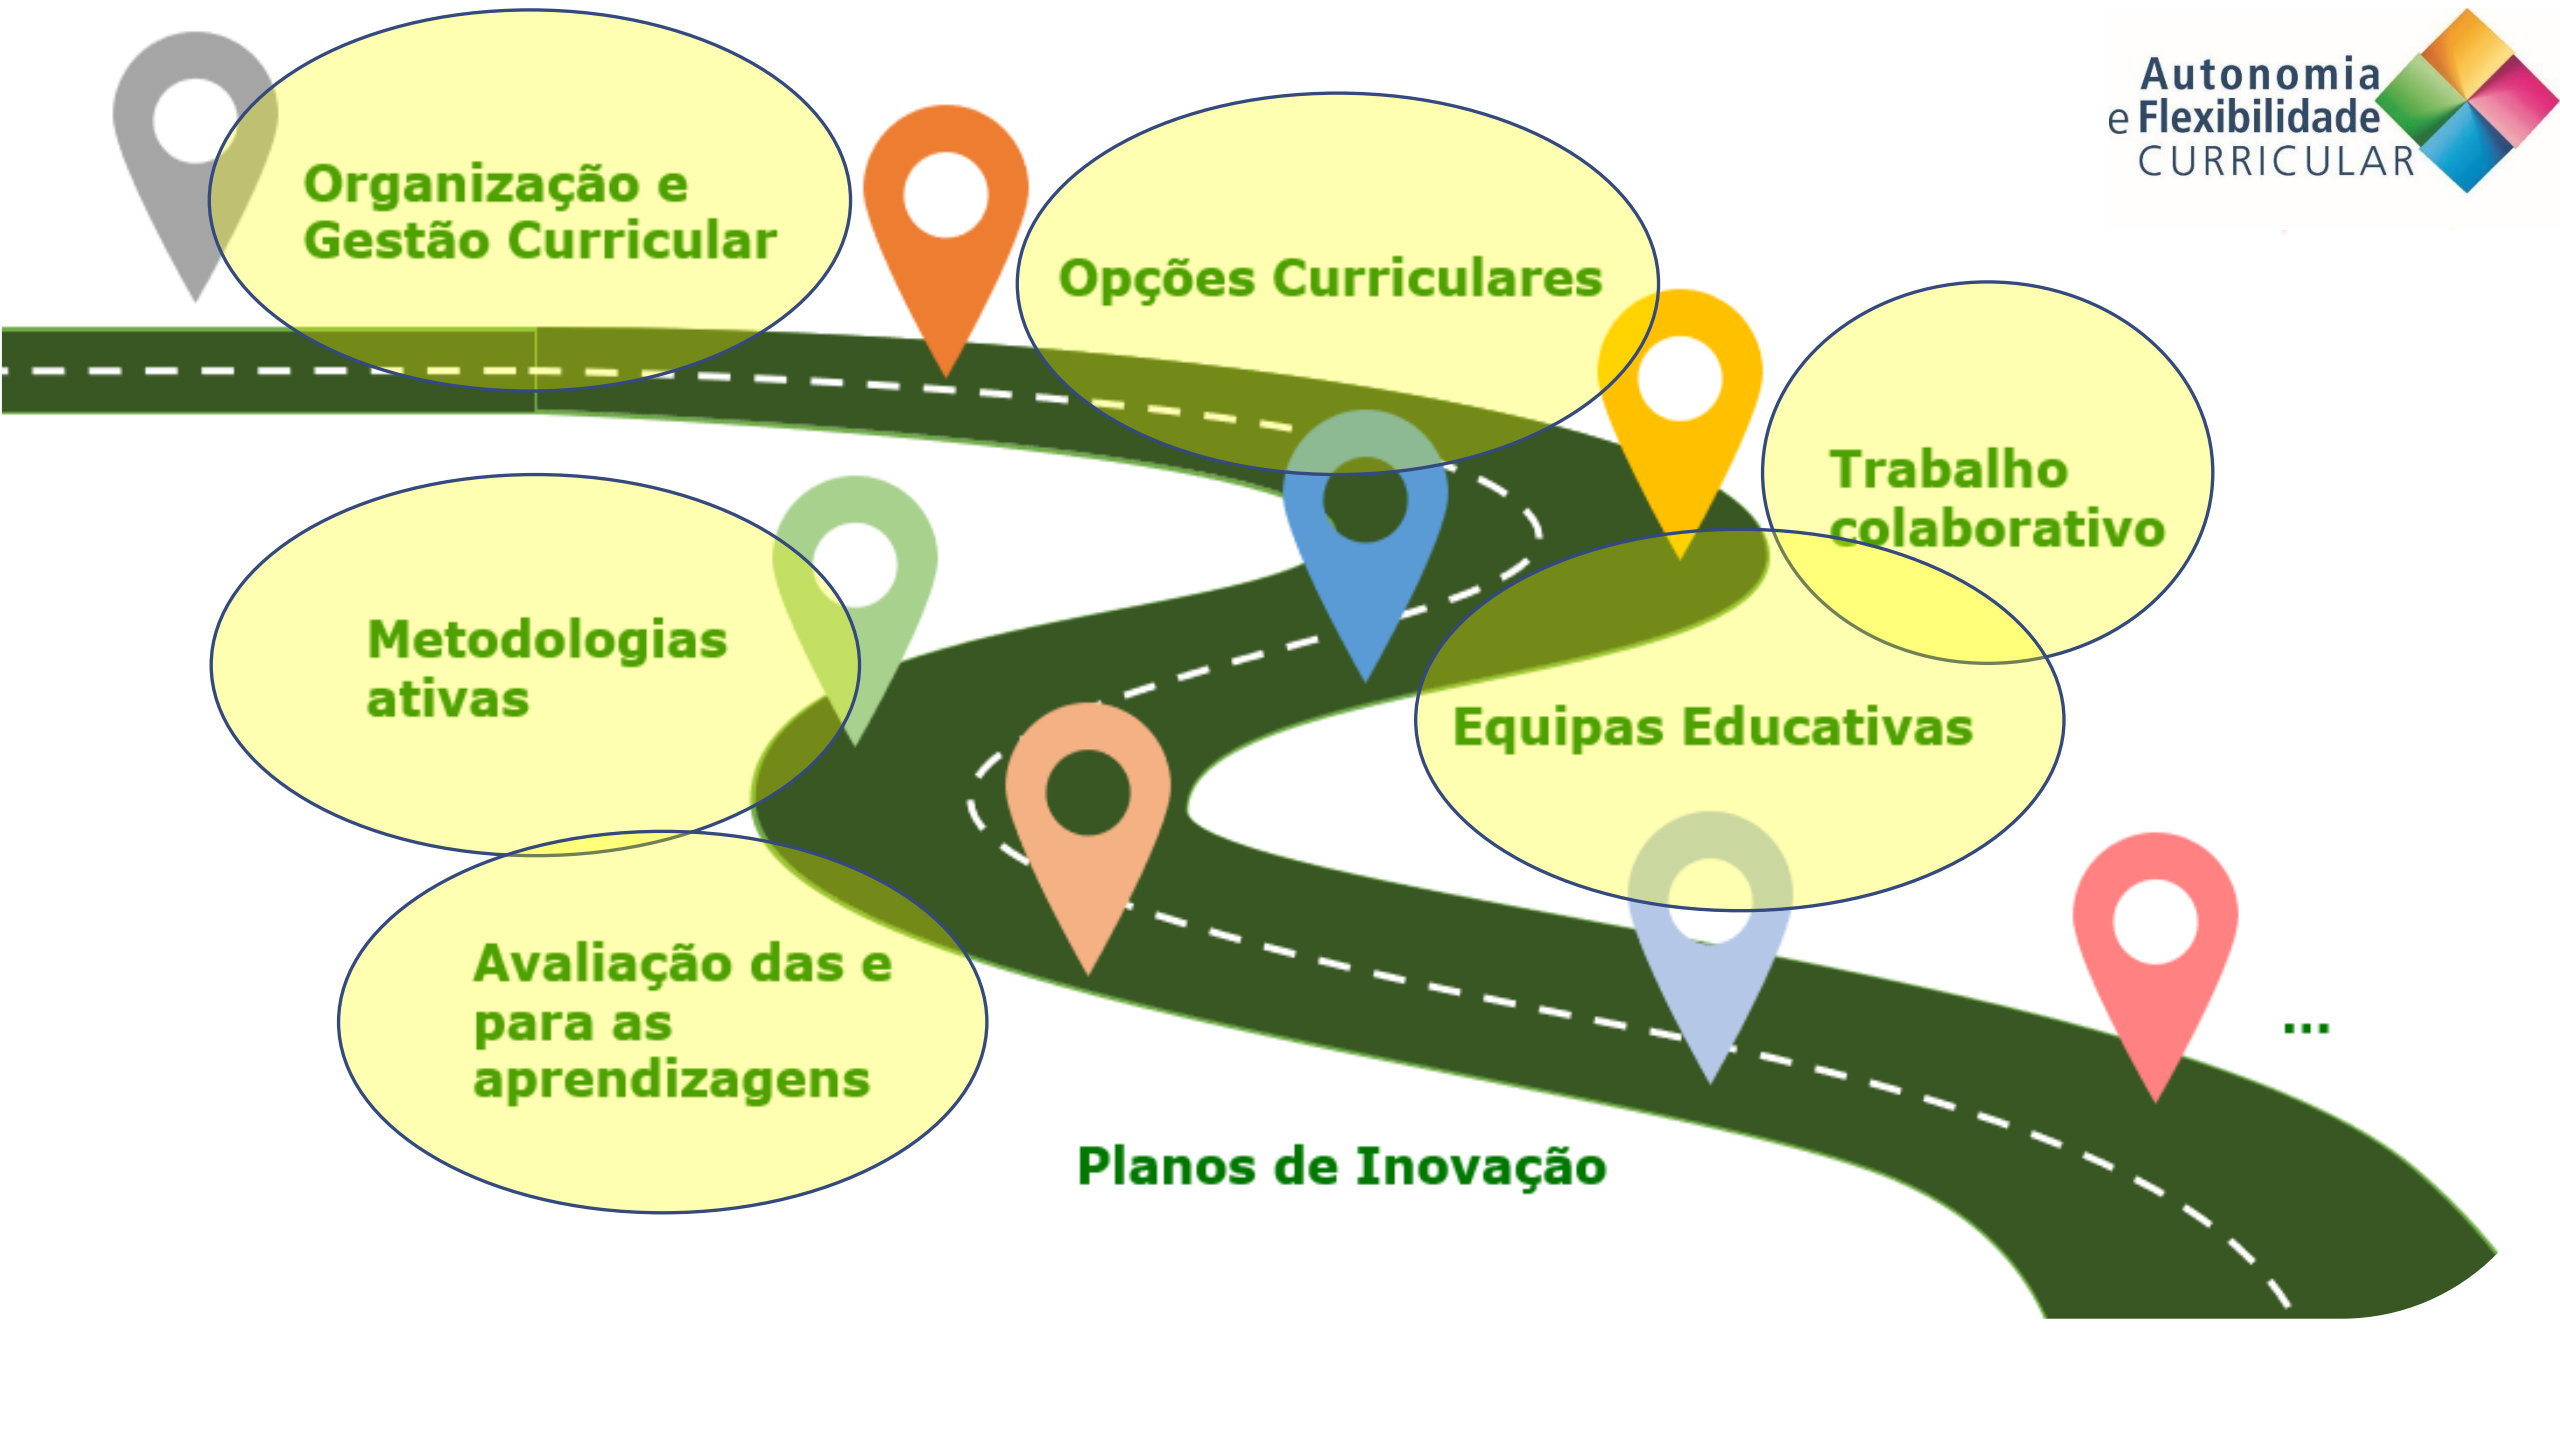 Autonomia
e Flexibilidade
CURRICULAR
Organização e
Gestão Curricular
Opções Curriculares
Trabalho
colaborativo
Metodologias
ativas
Equipas Educativas
Avaliação das e
para as
aprendizagens
...
Planos de Inovação